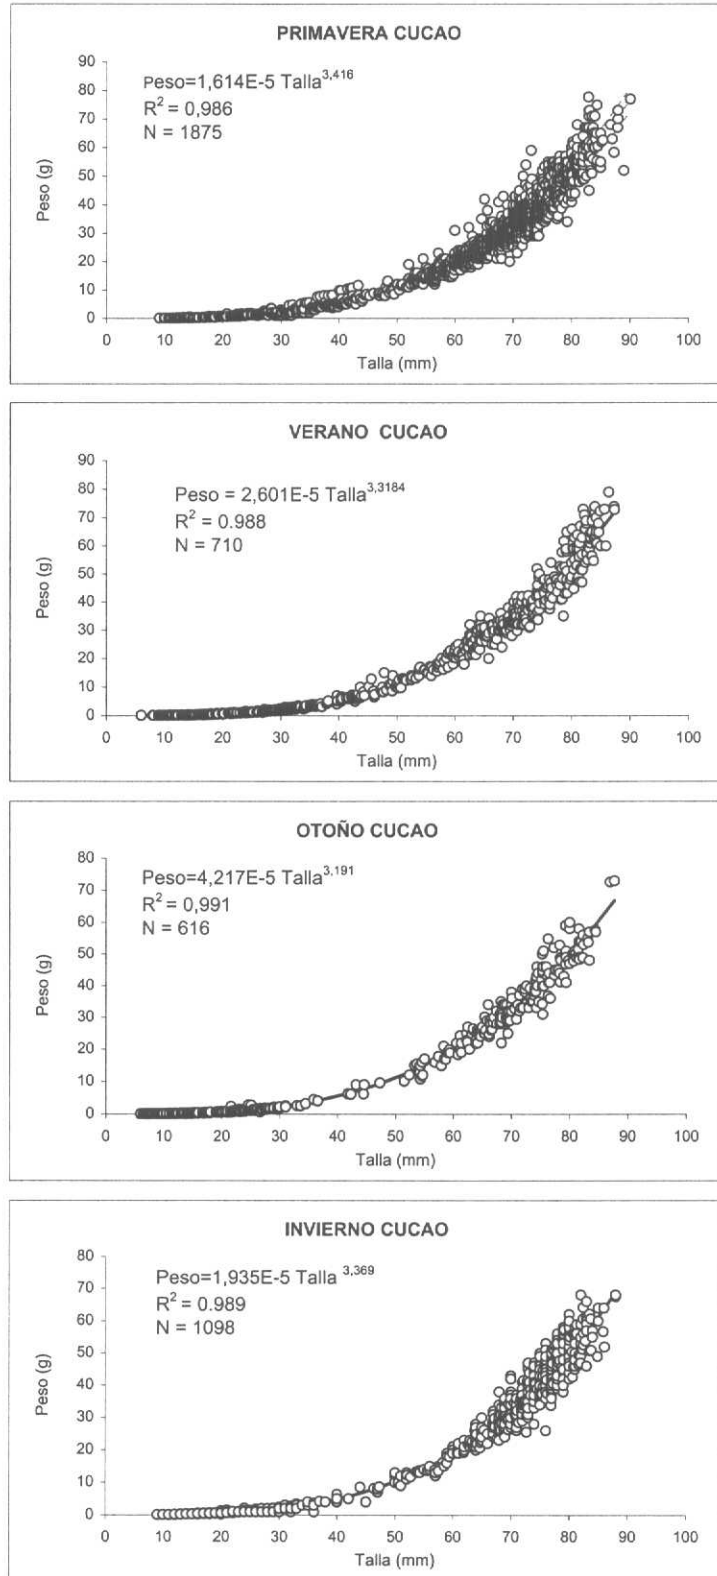 PRIMAVERA CUCAO
Peso=1,614E-5 Talla^3,416
R² = 0,986
N = 1875
90
80
70
60
50
40
30
20
10
0
Peso (g)
0 10 20 30 40 50 60 70 80 90 100
Talla (mm)
VERANO CUCAO
Peso = 2,601E-5 Talla^3,3184
R² = 0.988
N = 710
90
80
70
60
50
40
30
20
10
0
Peso (g)
0 10 20 30 40 50 60 70 80 90 100
Talla (mm)
OTOÑO CUCAO
Peso=4,217E-5 Talla^3,191
R² = 0,991
N = 616
80
70
60
50
40
30
20
10
0
Peso (g)
0 10 20 30 40 50 60 70 80 90 100
Talla (mm)
INVIERNO CUCAO
Peso=1,935E-5 Talla ^3,369
R² = 0.989
N = 1098
80
70
60
50
40
30
20
10
0
Peso (g)
0 10 20 30 40 50 60 70 80 90 100
Talla (mm)